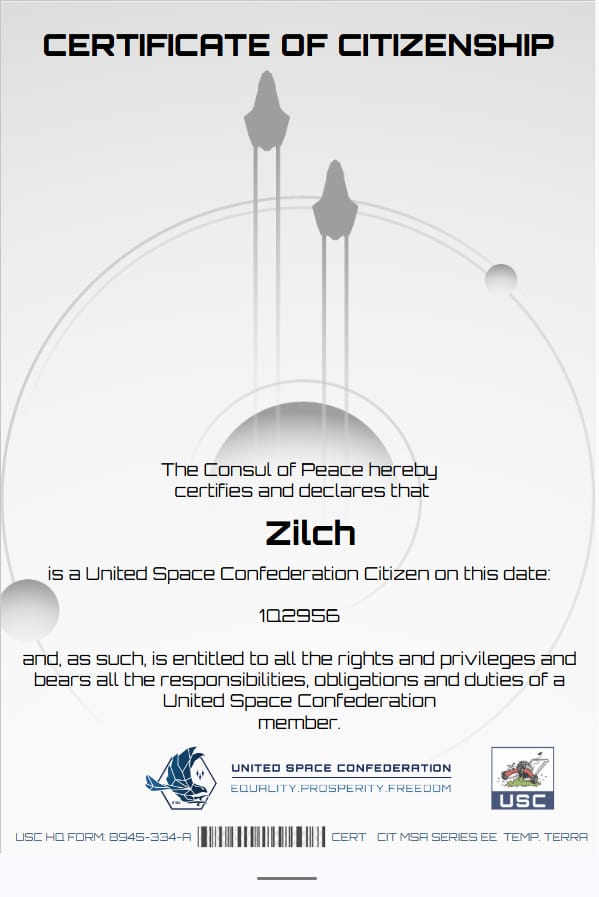 CERTIFICATE OF CITIZENSHIP
The Consul of Peace hereby
certifies and declares that
Zilch
is a United Space Confederation Citizen on this date:
1Q2956
and, as such, is entitled to all the rights and privileges and
bears all the responsibilities, obligations and duties of a
United Space Confederation
member.
UNITED SPACE CONFEDERATION
EQUALITY.PROSPERITY.FREEDOM
USC
USC HQ FORM. 8945-334-A CERT CIT MSA SERIES EE TEMP. TERRA